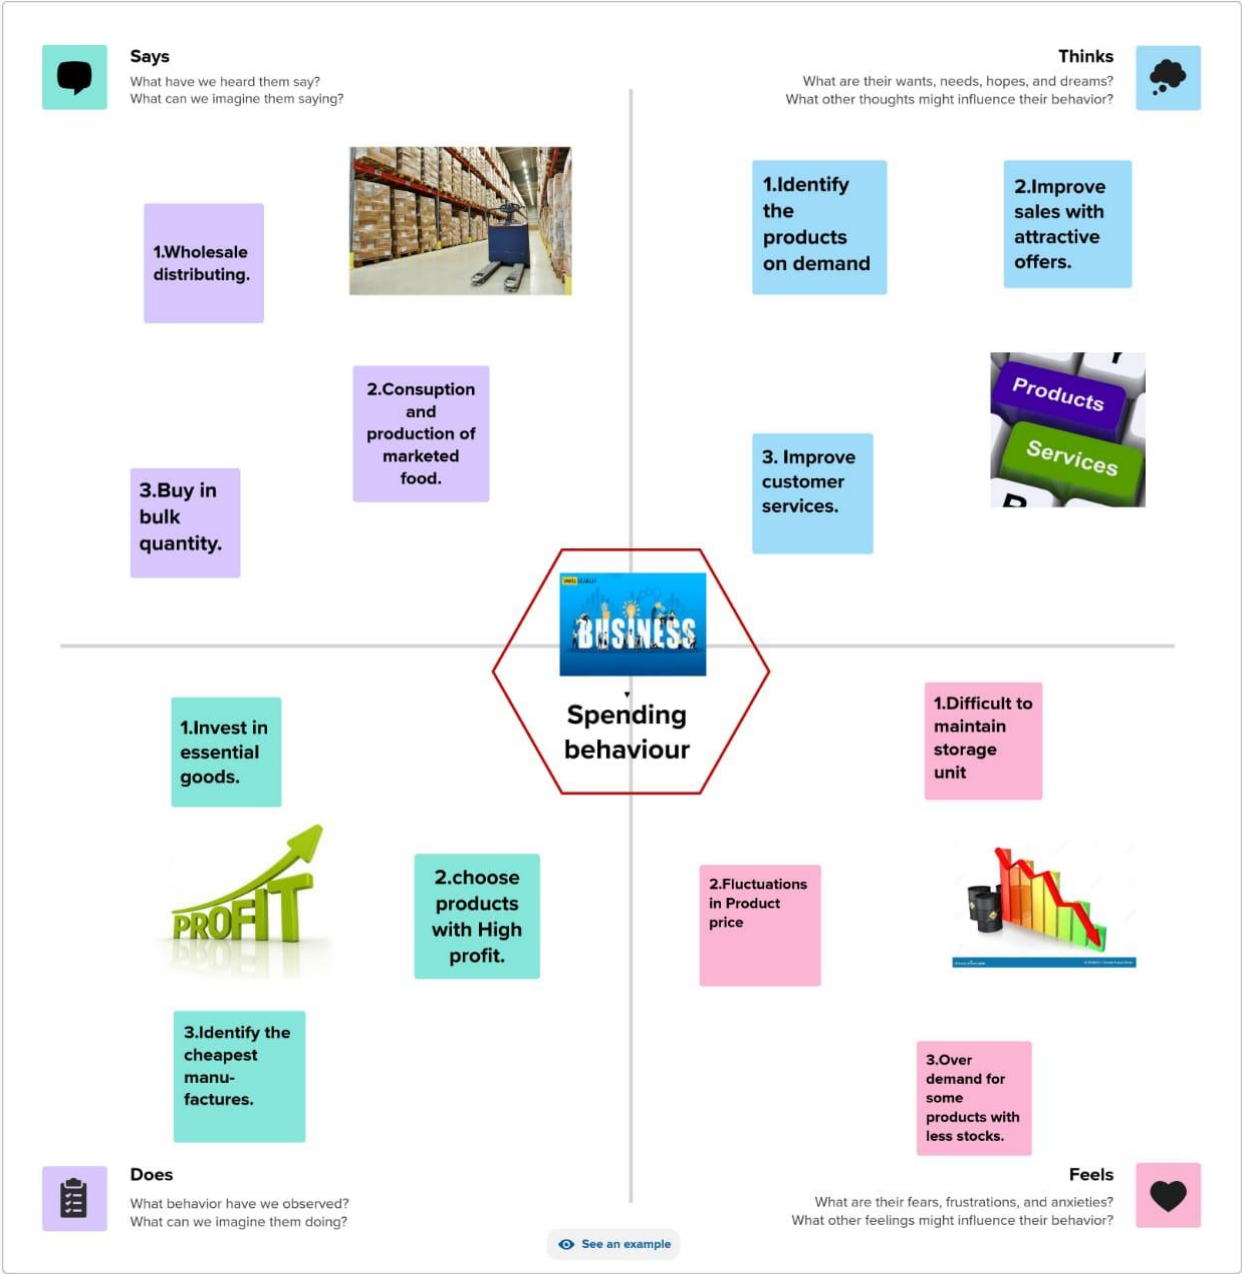 Says
What have we heard them say?
What can we imagine them saying?
Thinks
What are their wants, needs, hopes, and dreams?
What other thoughts might influence their behavior?
1.Wholesale
distributing.
2.Consuption
and
production of
marketed
food.
3.Buy in
bulk
quantity.
1.Identify
the
products
on demand
2.Improve
sales with
attractive
offers.
3. Improve
customer
services.
Products
Services
BUSINESS
Spending
behaviour
1.Invest in
essential
goods.
PROFIT
2.choose
products
with High
profit.
3.Identify the
cheapest
manu-
factures.
1.Difficult to
maintain
storage
unit
2.Fluctuations
in Product
price
3.Over
demand for
some
products with
less stocks.
Does
What behavior have we observed?
What can we imagine them doing?
Feels
What are their fears, frustrations, and anxieties?
What other feelings might influence their behavior?
See an example